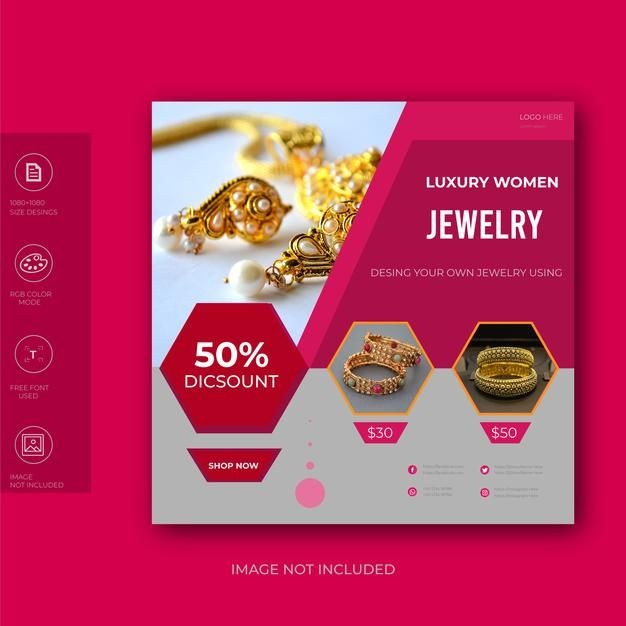 1080×1080
SIZE DESINGS
RGB COLOR
MODE
FREE FONT
USED
IMAGE
NOT INCLUDED
T
LOGO HERE
LUXURY WOMEN
JEWELRY
DESING YOUR OWN JEWELRY USING
50%
DICSOUNT
SHOP NOW
$30
$50
IMAGE NOT INCLUDED